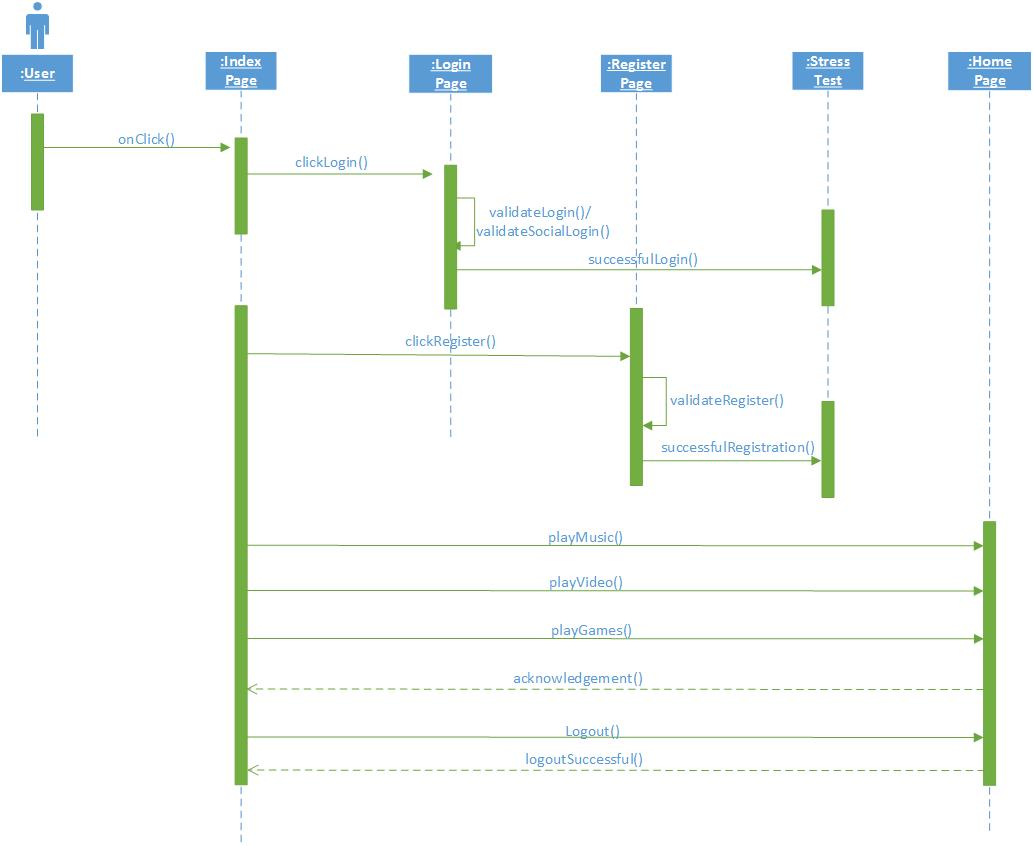 :User
:Index
Page
:Login
Page
:Register
Page
:Stress
Test
:Home
Page
onClick()
clickLogin()
validateLogin()/
validateSocialLogin()
successfulLogin()
clickRegister()
validateRegister()
successfulRegistration()
playMusic()
playVideo()
playGames()
acknowledgement()
Logout()
logoutSuccessful()